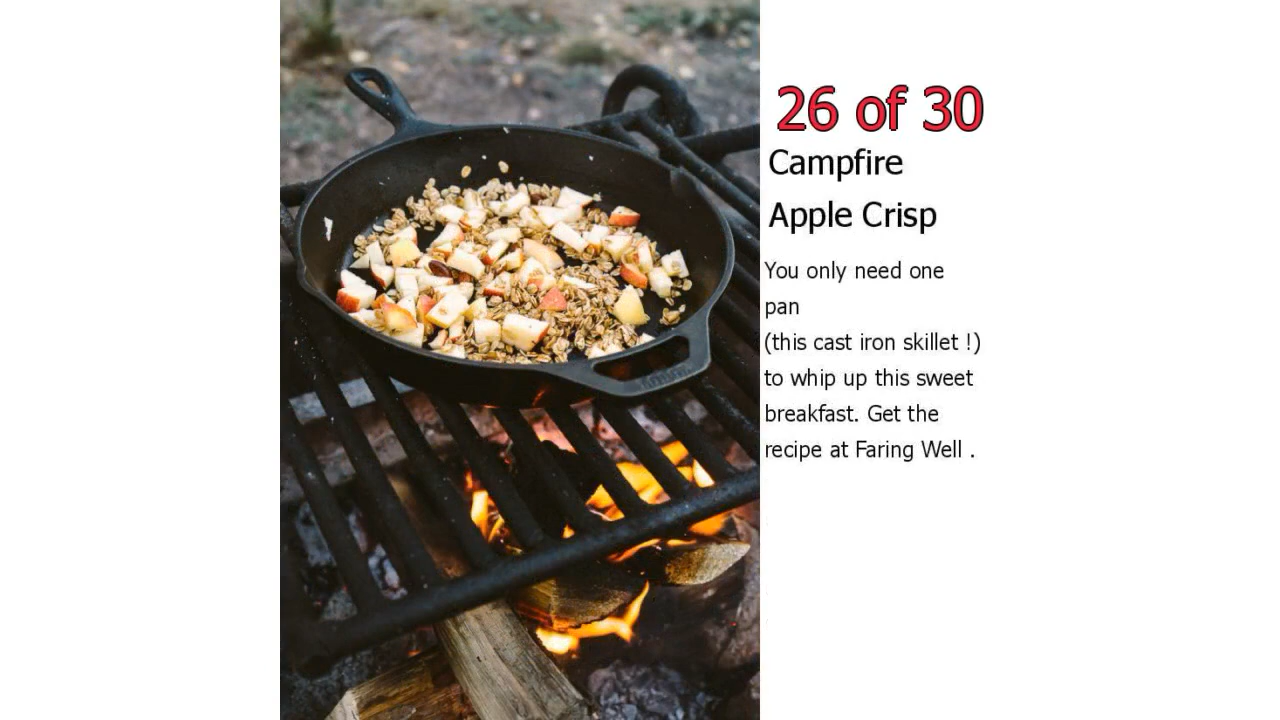 26 of 30
Campfire
Apple Crisp
You only need one
pan
(this cast iron skillet !)
to whip up this sweet
breakfast. Get the
recipe at Faring Well .